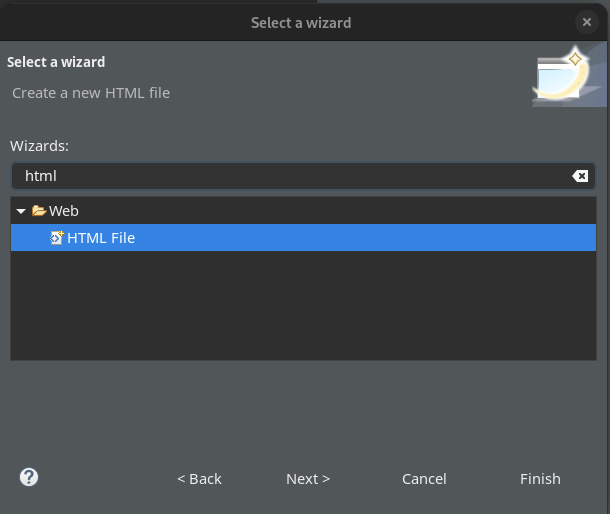 Select a wizard
Select a wizard
Create a new HTML file
Wizards:
html
Web
HTML File
< Back Next > Cancel Finish